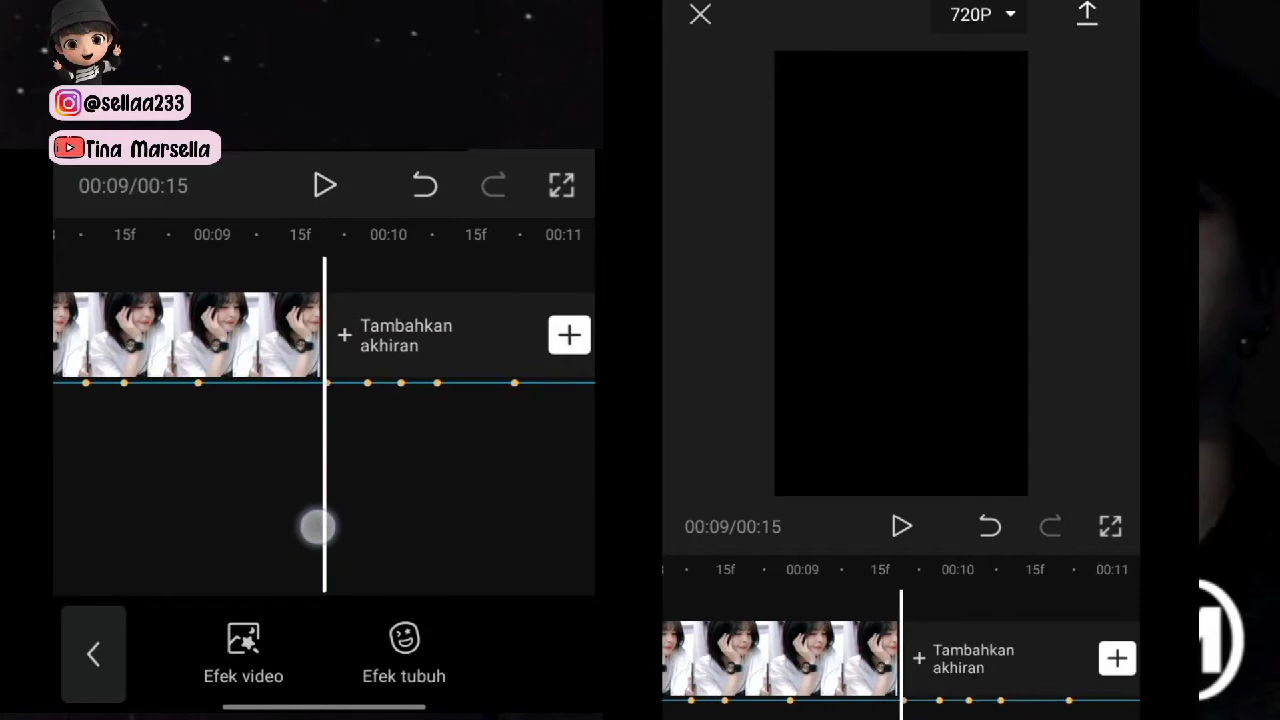 @sellaa233
Tina Marsella
00:09/00:15
15f 00:09 15f 00:10 15f 00:11
+ Tambahkan
akhiran
Efek video
Efek tubuh
720P
00:09/00:15
15f 00:09 15f 00:10 15f 00:11
+ Tambahkan
akhiran